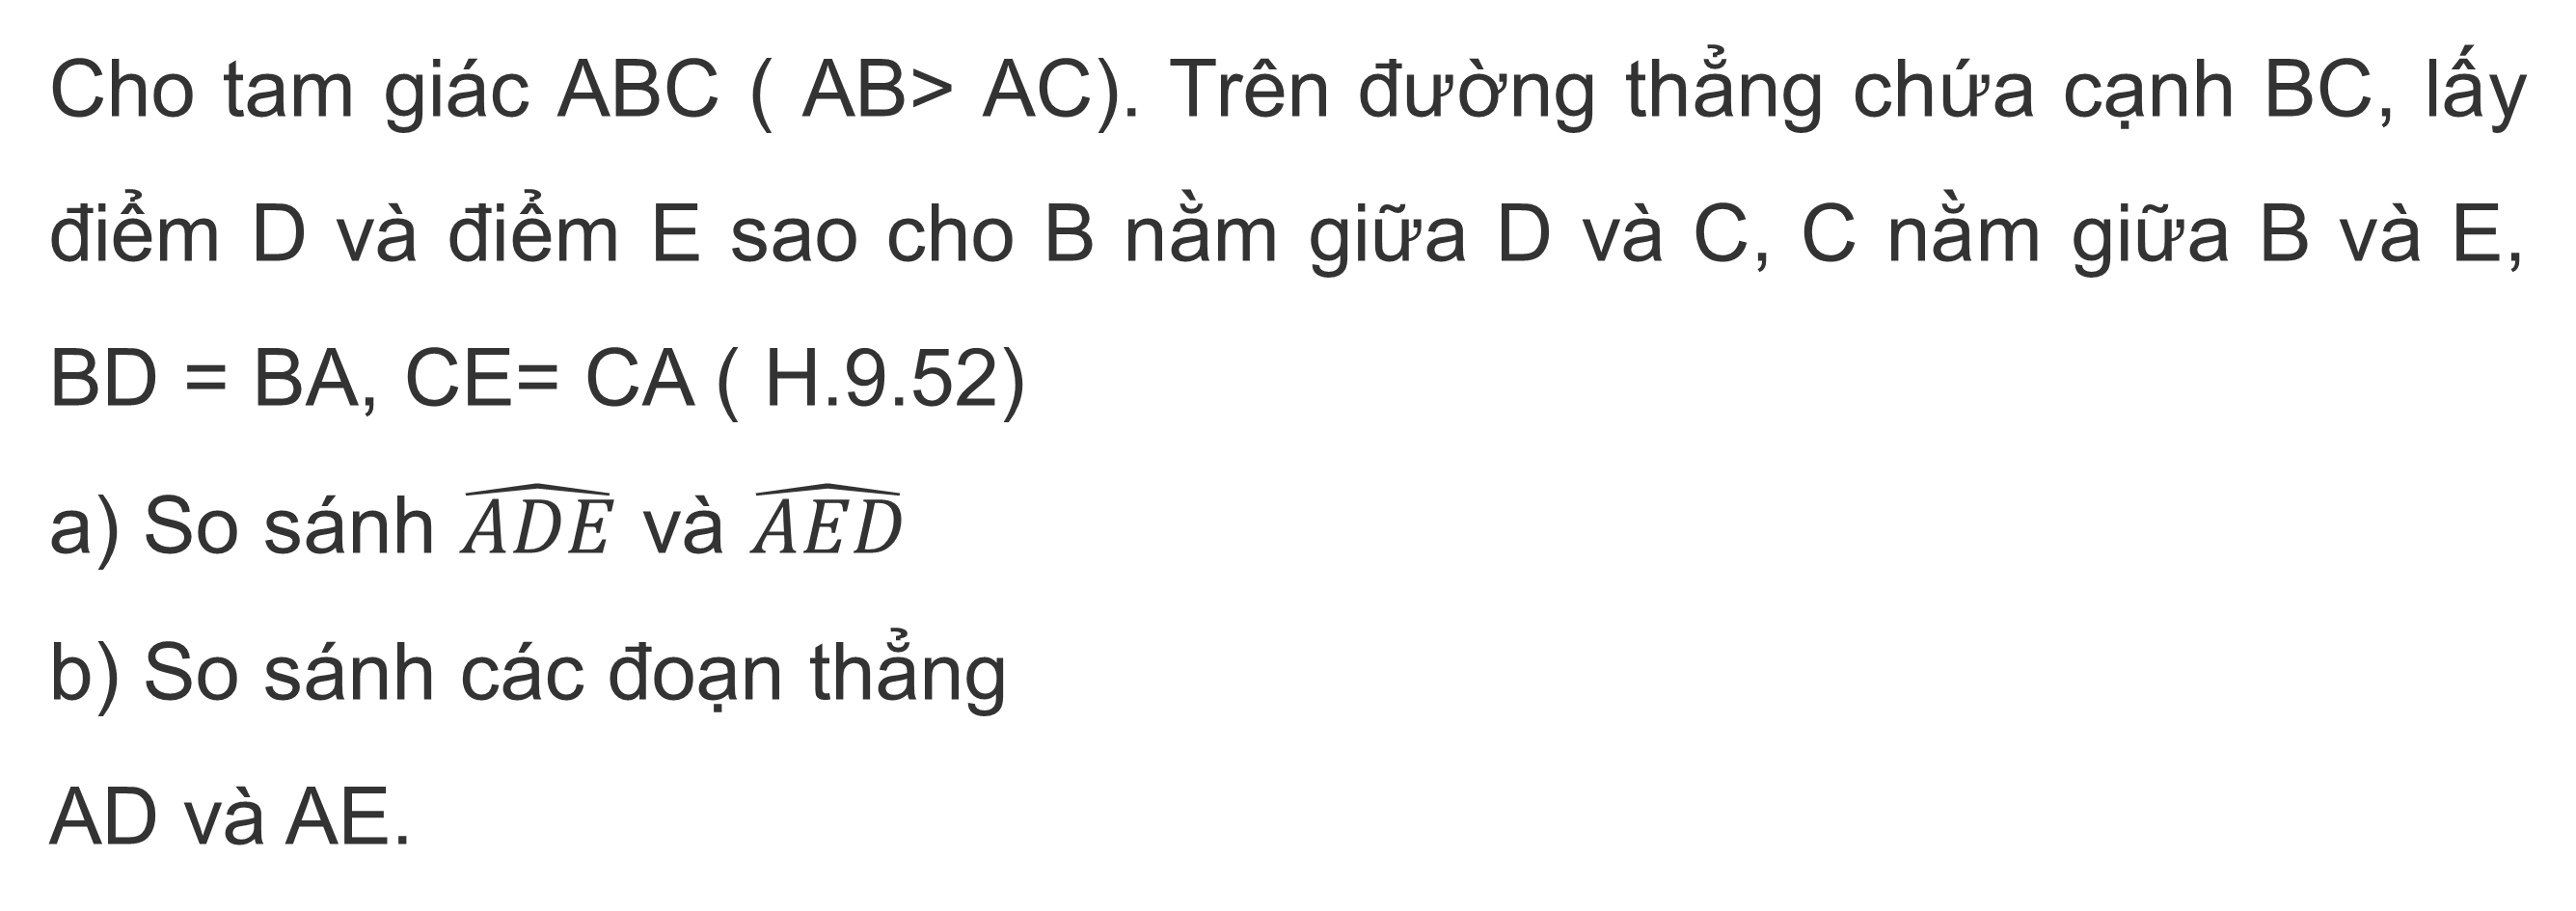 Cho tam giác ABC ( AB> AC). Trên đường thẳng chứa cạnh BC, lấy
điểm D và điểm E sao cho B nằm giữa D và C, C nằm giữa B và E,
BD = BA, CE= CA ( H.9.52)
a) So sánh \widehat{ADE} và \widehat{AED}
b) So sánh các đoạn thẳng
AD và AE.